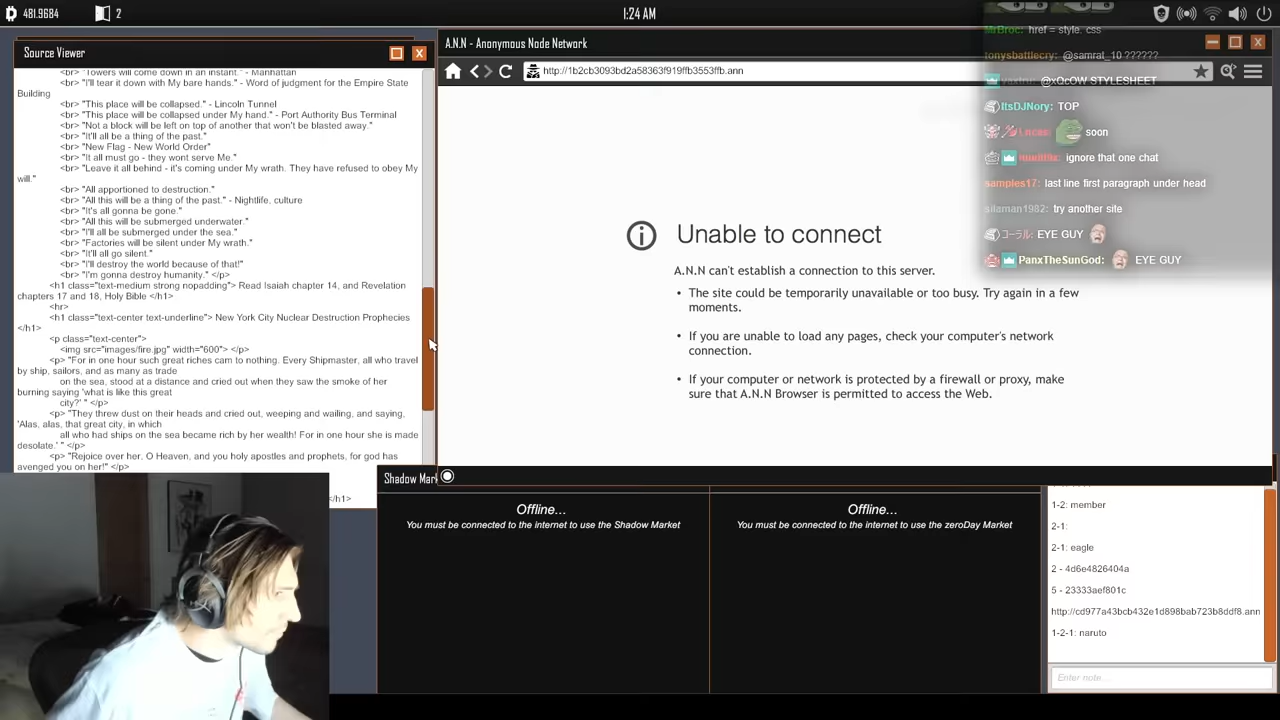 481.9684
2
1:24AM
Source Viewer
<br> "Towers will come down in an instant." - Manhattan
<br> "I'll tear it down with My bare hands." - Word of judgment for the Empire State
Building
<br> "This place will be collapsed." - Lincoln Tunnel
<br> "This place will be collapsed under My hand." - Port Authority Bus Terminal
<br> "Not a block will be left on top of another that won't be blasted away."
<br> "It'll all be a thing of the past."
<br> "New Flag - New World Order"
<br> "It all must go - they wont serve Me."
<br> "Leave it all behind - it's coming under My wrath. They have refused to obey My
will."
<br> "All apportioned to destruction."
<br> "All this will be a thing of the past." - Nightlife, culture
<br> "It's all gonna be gone."
<br> "All this will be submerged underwater."
<br> "I'll all be submerged under the sea."
<br> "Factories will be silent under My wrath."
<br> "It'll all go silent."
<br> "I'll destroy the world because of that!"
<br> "I'm gonna destroy humanity." </p>
<h1 class="text-medium strong nopadding"> Read Isaiah chapter 14, and Revelation
chapters 17 and 18, Holy Bible </h1>
<hr>
<h1 class="text-center text-underline"> New York City Nuclear Destruction Prophecies
</h1>
<p class="text-center">
<img src="images/fire.jpg" width="600"> </p>
<p> "For in one hour such great riches cam to nothing. Every Shipmaster, all who travel
by ship, sailors, and as many as trade
on the sea, stood at a distance and cried out when they saw the smoke of her
burning saying 'what is like this great
city?' " </p>
<p> "They threw dust on their heads and cried out, weeping and wailing, and saying,
'Alas, alas, that great city, in which
all who had ships on the sea became rich by her wealth! For in one hour she is made
desolate.' " </p>
<p> "Rejoice over her, O Heaven, and you holy apostles and prophets, for god has
avenged you on her!" </p>
</h1>
A.N.N - Anonymous Node Network
http://1b2cb3093bd2a58363f919ffb3553ffb.ann
Unable to connect
A.N.N can't establish a connection to this server.
• The site could be temporarily unavailable or too busy. Try again in a few
moments.
• If you are unable to load any pages, check your computer's network
connection.
• If your computer or network is protected by a firewall or proxy, make
sure that A.N.N Browser is permitted to access the Web.
MrBroc: href = style. css
tonysbattlecry: @samrat_10 ??????
@xQcOW STYLESHEET
ItsDJNory: TOP
soon
ignore that one chat
samples17: last line first paragraph under head
silaman1982: try another site
コーラル: EYE GUY
PanxTheSunGod: EYE GUY
Shadow Mar
Offline...
You must be connected to the internet to use the Shadow Market
Offline...
You must be connected to the internet to use the zeroDay Market
1-2: member
2-1:
2-1: eagle
2 - 4d6e4826404a
5 - 23333aef801c
http://cd977a43bcb432e1d898bab723b8ddf8.ann
1-2-1: naruto
Enter note...